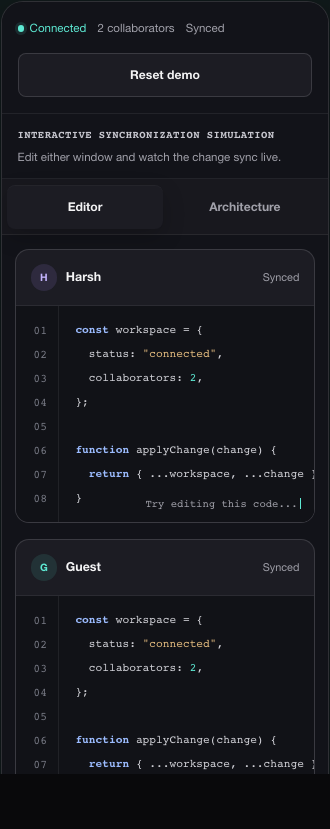 Connected 2 collaborators Synced
Reset demo
INTERACTIVE SYNCHRONIZATION SIMULATION
Edit either window and watch the change sync live.
Editor Architecture
H Harsh Synced
01 const workspace = {
02 status: "connected",
03 collaborators: 2,
04 };
05
06 function applyChange(change) {
07 return { ...workspace, ...change }
08 }
Try editing this code...
G Guest Synced
01 const workspace = {
02 status: "connected",
03 collaborators: 2,
04 };
05
06 function applyChange(change) {
07 return { ...workspace, ...change }